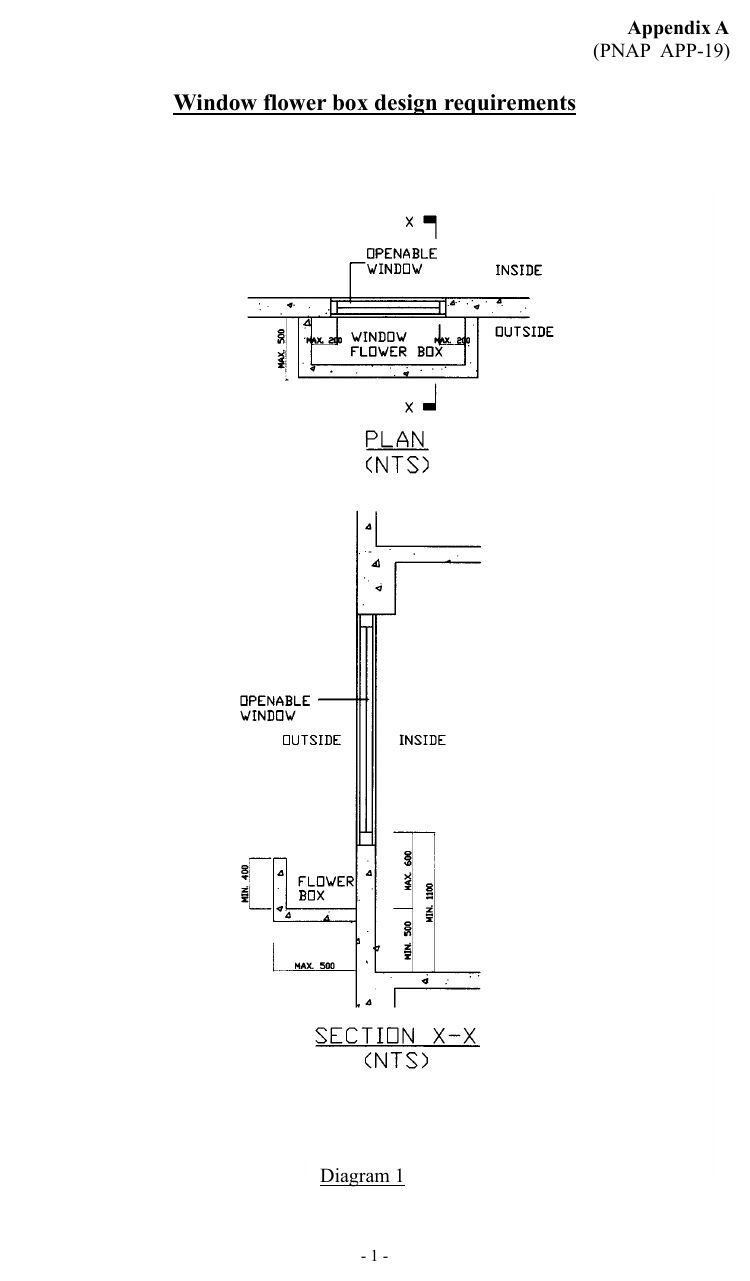 Appendix A
(PNAP APP-19)
Window flower box design requirements
X
OPENABLE
WINDOW
INSIDE
OUTSIDE
MAX. 500
MAX. 200
WINDOW
FLOWER BOX
MAX. 200
X
PLAN
(NTS)
OPENABLE
WINDOW
OUTSIDE
INSIDE
MIN. 400
FLOWER
BOX
MAX. 600
MIN. 1100
MIN. 500
MAX. 500
SECTION X-X
(NTS)
Diagram 1
- 1 -